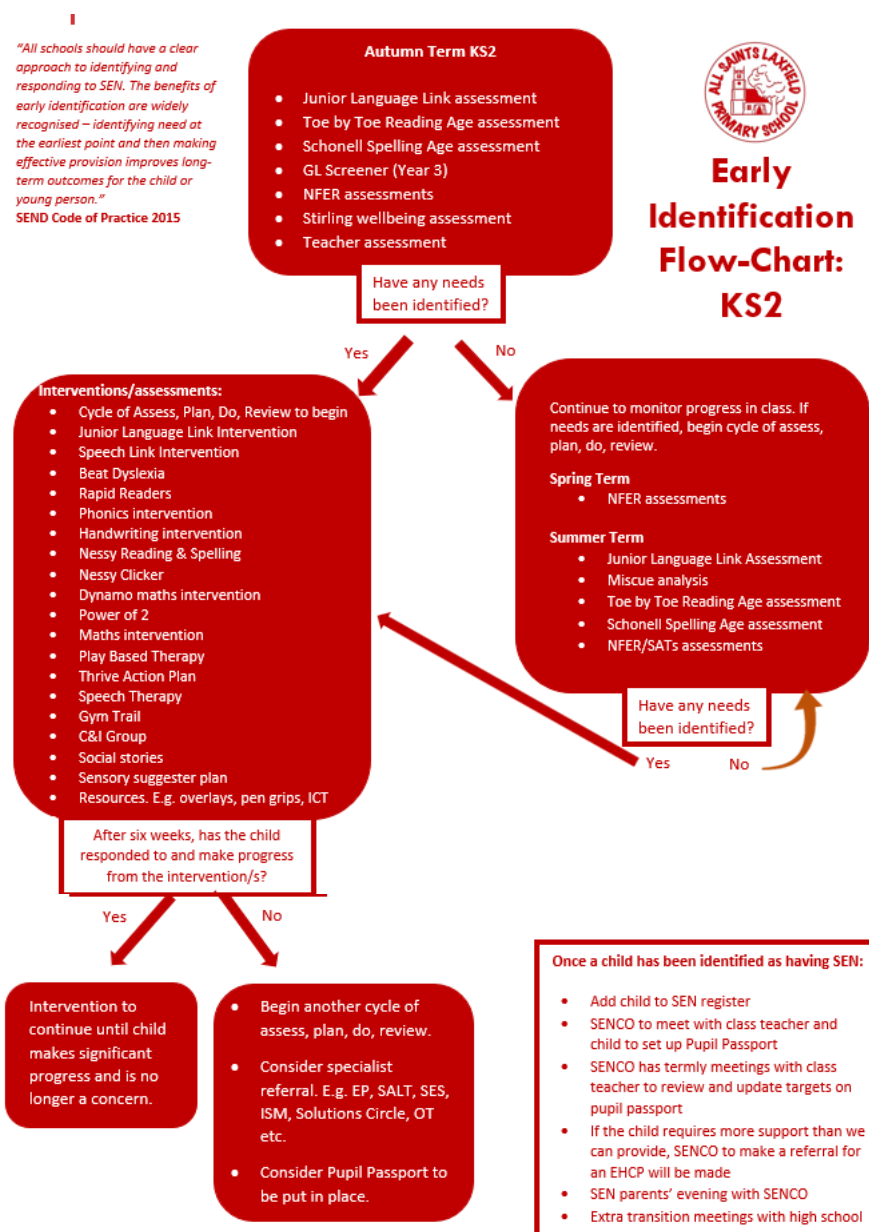 "All schools should have a clear
approach to identifying and
responding to SEN. The benefits of
early identification are widely
recognised – identifying need at
the earliest point and then making
effective provision improves long-
term outcomes for the child or
young person."
SEND Code of Practice 2015
Autumn Term KS2
• Junior Language Link assessment
• Toe by Toe Reading Age assessment
• Schonell Spelling Age assessment
• GL Screener (Year 3)
• NFER assessments
• Stirling wellbeing assessment
• Teacher assessment
ALL SAINTS LAXFIELD
PRIMARY SCHOOL
Early
Identification
Flow-Chart:
KS2
Have any needs
been identified?
Yes
No
Interventions/assessments:
• Cycle of Assess, Plan, Do, Review to begin
• Junior Language Link Intervention
• Speech Link Intervention
• Beat Dyslexia
• Rapid Readers
• Phonics intervention
• Handwriting intervention
• Nessy Reading & Spelling
• Nessy Clicker
• Dynamo maths intervention
• Power of 2
• Maths intervention
• Play Based Therapy
• Thrive Action Plan
• Speech Therapy
• Gym Trail
• C&I Group
• Social stories
• Sensory suggester plan
• Resources. E.g. overlays, pen grips, ICT
Continue to monitor progress in class. If
needs are identified, begin cycle of assess,
plan, do, review.
Spring Term
• NFER assessments
Summer Term
• Junior Language Link Assessment
• Miscue analysis
• Toe by Toe Reading Age assessment
• Schonell Spelling Age assessment
• NFER/SATs assessments
Have any needs
been identified?
Yes
No
After six weeks, has the child
responded to and make progress
from the intervention/s?
Yes
No
Intervention to
continue until child
makes significant
progress and is no
longer a concern.
• Begin another cycle of
assess, plan, do, review.
• Consider specialist
referral. E.g. EP, SALT, SES,
ISM, Solutions Circle, OT
etc.
• Consider Pupil Passport to
be put in place.
Once a child has been identified as having SEN:
• Add child to SEN register
• SENCO to meet with class teacher and
child to set up Pupil Passport
• SENCO has termly meetings with class
teacher to review and update targets on
pupil passport
• If the child requires more support than we
can provide, SENCO to make a referral for
an EHCP will be made
• SEN parents' evening with SENCO
• Extra transition meetings with high school